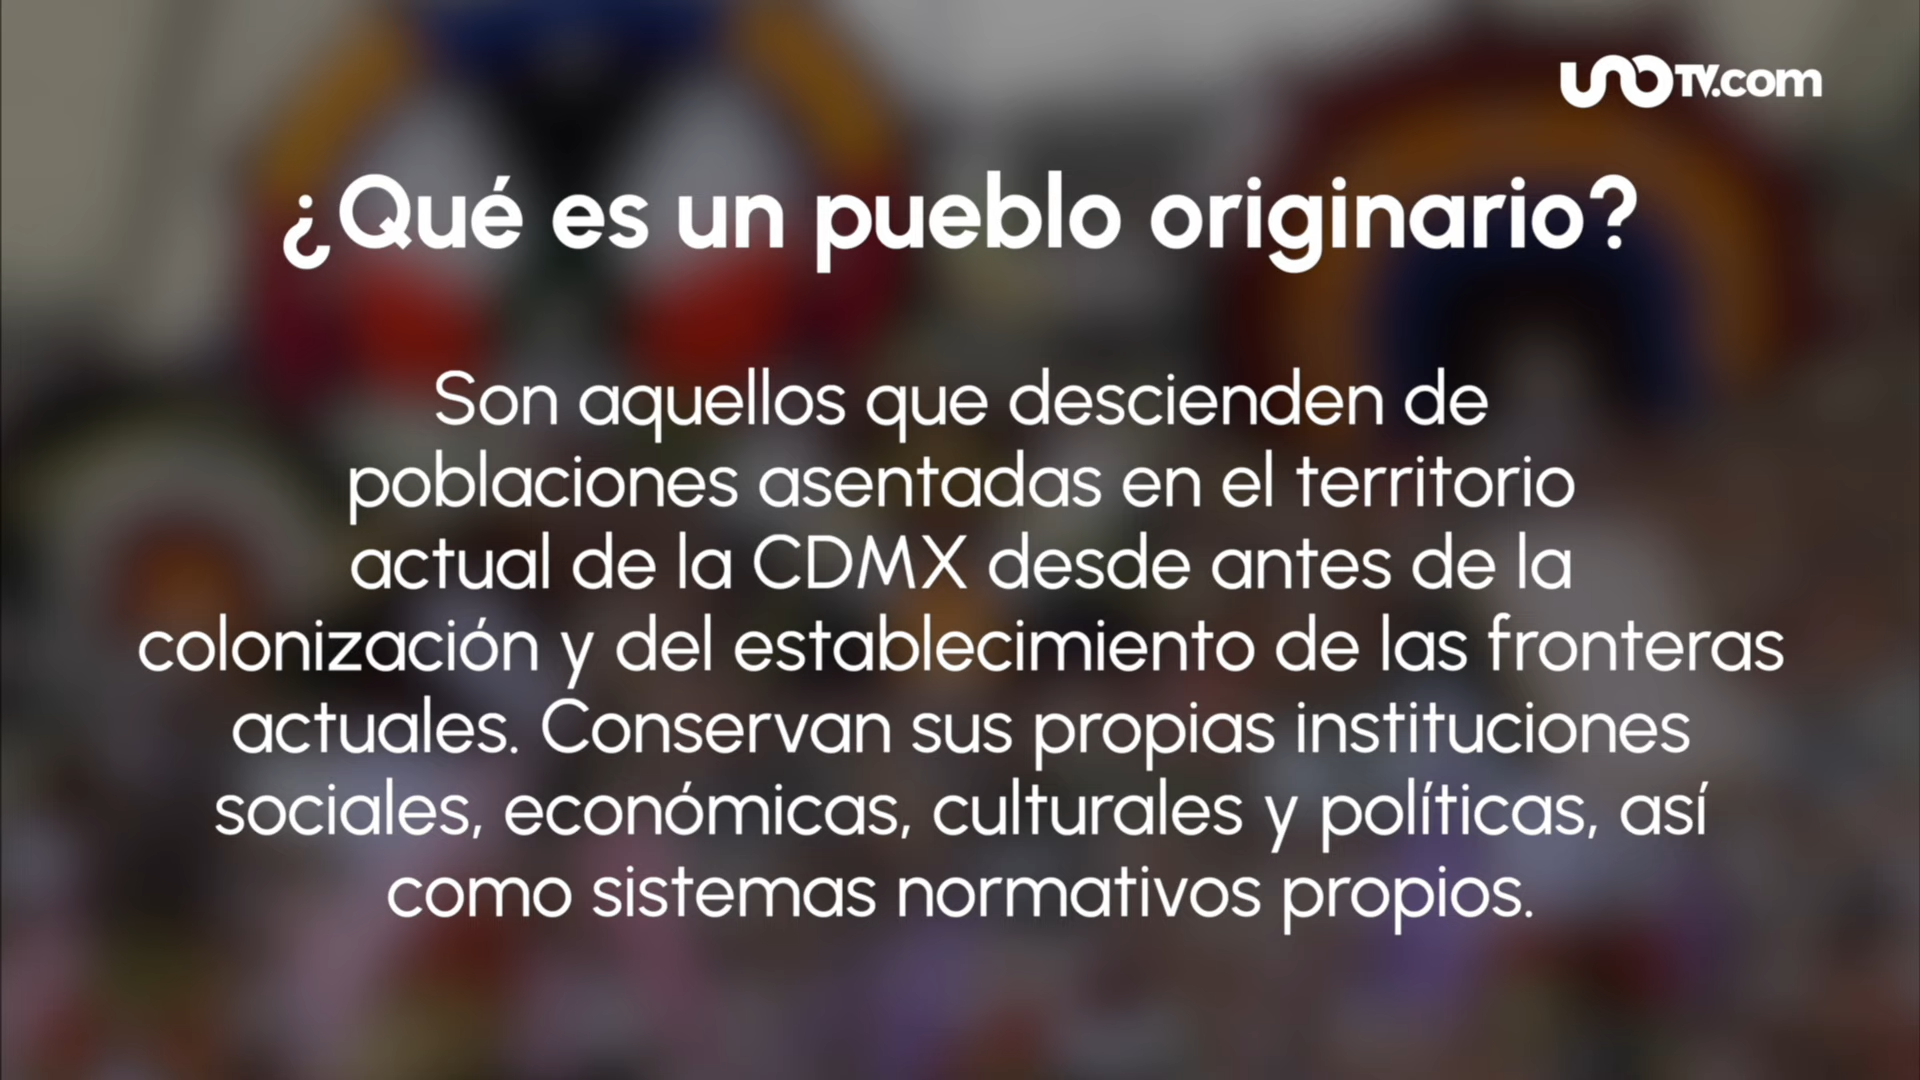 UNOTV.com
¿Qué es un pueblo originario?
Son aquellos que descienden de
poblaciones asentadas en el territorio
actual de la CDMX desde antes de la
colonización y del establecimiento de las fronteras
actuales. Conservan sus propias instituciones
sociales, económicas, culturales y políticas, así
como sistemas normativos propios.